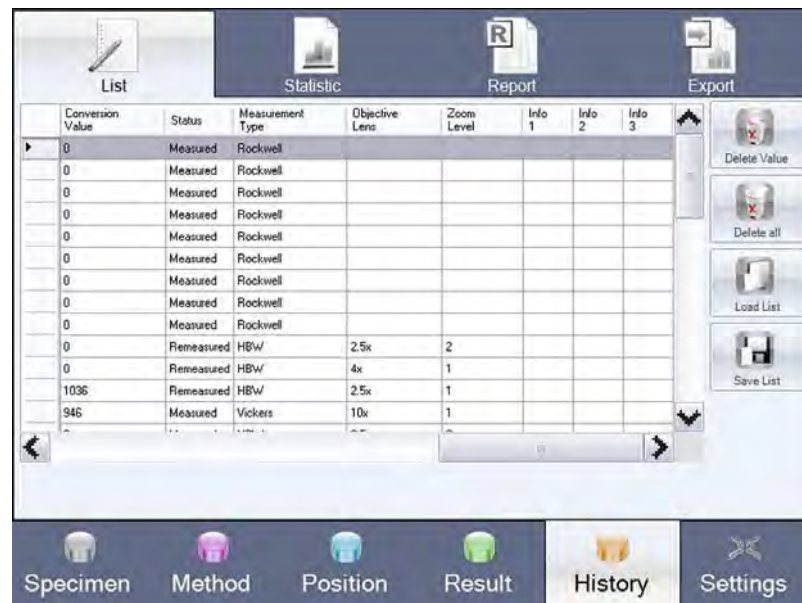 List
Statistic
R
Report
Export
Conversion Value Status Measurement Type Objective Lens Zoom Level Info 1 Info 2 Info 3
0 Measured Rockwell
0 Measured Rockwell
0 Measured Rockwell
0 Measured Rockwell
0 Measured Rockwell
0 Measured Rockwell
0 Measured Rockwell
0 Measured Rockwell
0 Measured Rockwell
0 Remeasured HBW 2.5x 2
0 Remeasured HBW 4x 1
1036 Remeasured HBW 2.5x 1
946 Measured Vickers 10x 1
Delete Value
Delete all
Load List
Save List
Specimen Method Position Result History Settings